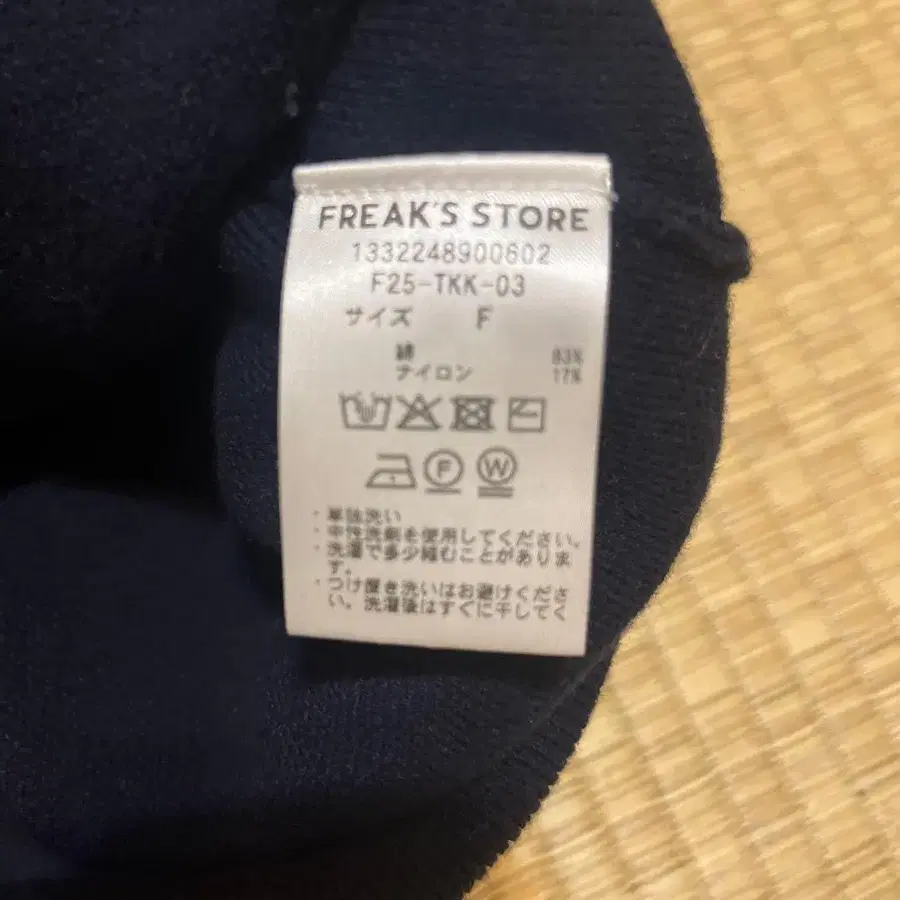 FREAK'S STORE
1332248900602
F25-TKK-03
サイズ F
綿 83%
ナイロン 17%
F W
・単独洗い
・中性洗剤を使用してください。
・洗濯で多少縮むことがありま
す。
・つけ置き洗いはお避けくださ
い。洗濯後はすぐに干してく